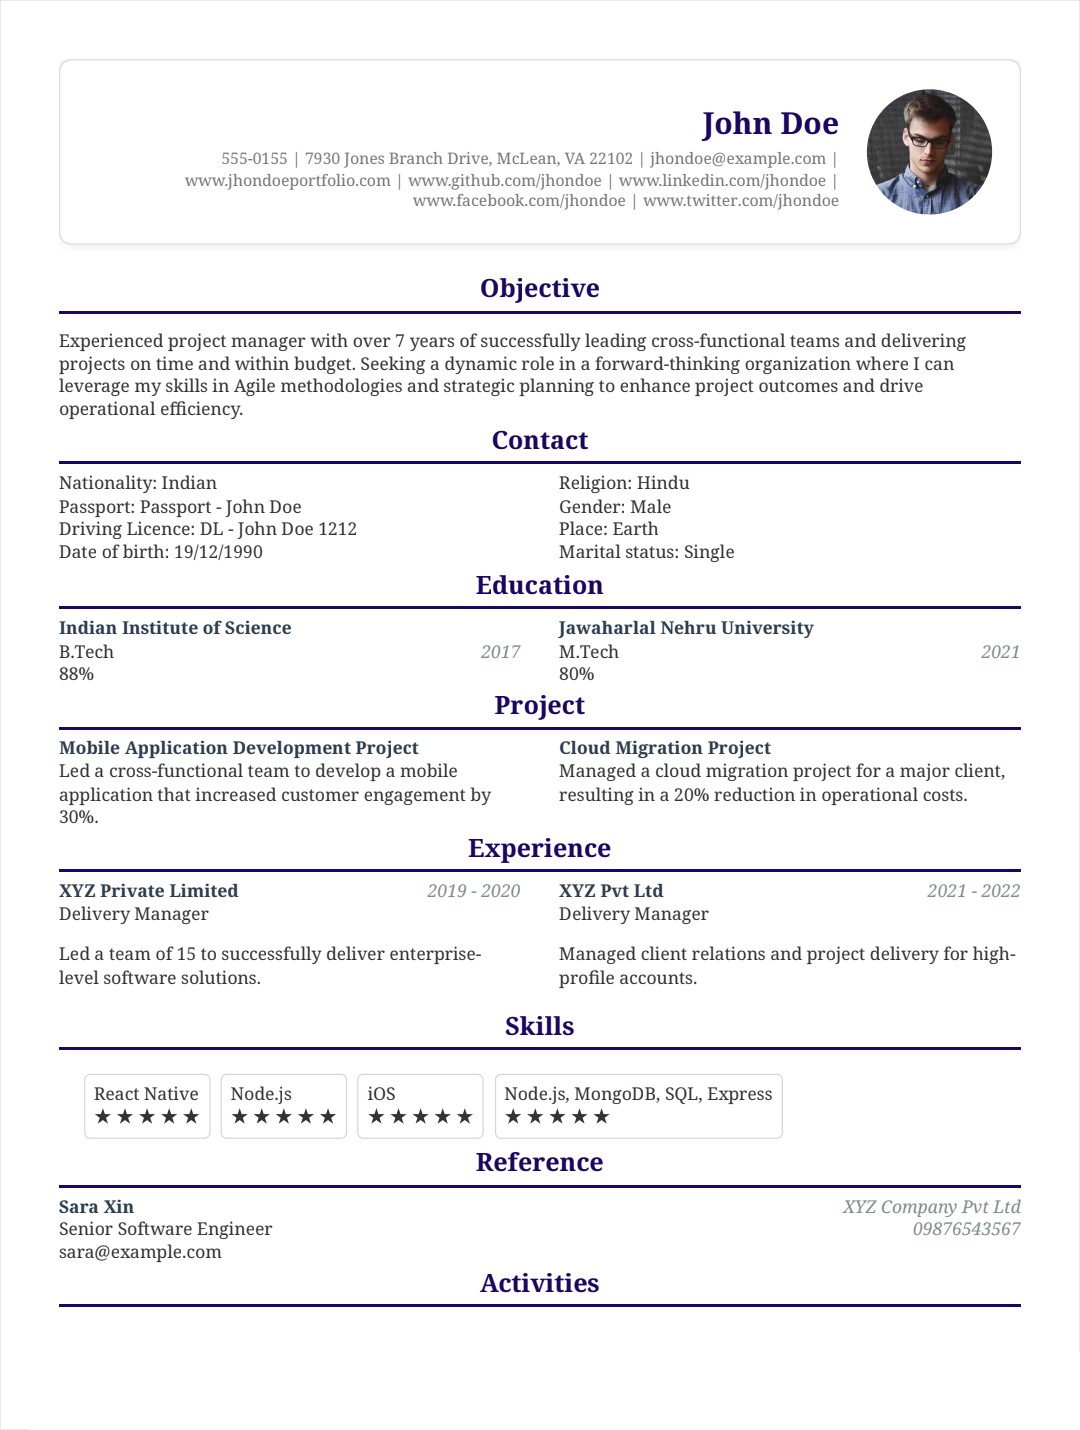 John Doe
555-0155 | 7930 Jones Branch Drive, McLean, VA 22102 | jhondoe@example.com |
www.jhondoeportfolio.com | www.github.com/jhondoe | www.linkedin.com/jhondoe |
www.facebook.com/jhondoe | www.twitter.com/jhondoe
Objective
Experienced project manager with over 7 years of successfully leading cross-functional teams and delivering
projects on time and within budget. Seeking a dynamic role in a forward-thinking organization where I can
leverage my skills in Agile methodologies and strategic planning to enhance project outcomes and drive
operational efficiency.
Contact
Nationality: Indian
Passport: Passport - John Doe
Driving Licence: DL - John Doe 1212
Date of birth: 19/12/1990
Religion: Hindu
Gender: Male
Place: Earth
Marital status: Single
Education
Indian Institute of Science
B.Tech 2017
88%
Jawaharlal Nehru University
M.Tech 2021
80%
Project
Mobile Application Development Project
Led a cross-functional team to develop a mobile
application that increased customer engagement by
30%.
Cloud Migration Project
Managed a cloud migration project for a major client,
resulting in a 20% reduction in operational costs.
Experience
XYZ Private Limited 2019 - 2020
Delivery Manager
Led a team of 15 to successfully deliver enterprise-
level software solutions.
XYZ Pvt Ltd 2021 - 2022
Delivery Manager
Managed client relations and project delivery for high-
profile accounts.
Skills
React Native
★★★★★
Node.js
★★★★★
iOS
★★★★★
Node.js, MongoDB, SQL, Express
★★★★★
Reference
Sara Xin XYZ Company Pvt Ltd
Senior Software Engineer 09876543567
sara@example.com
Activities